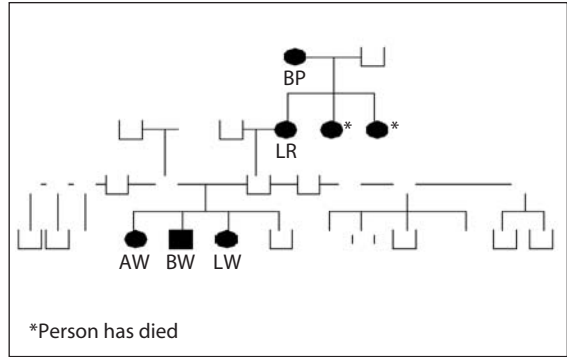 BP
* *
LR
AW BW LW
*Person has died